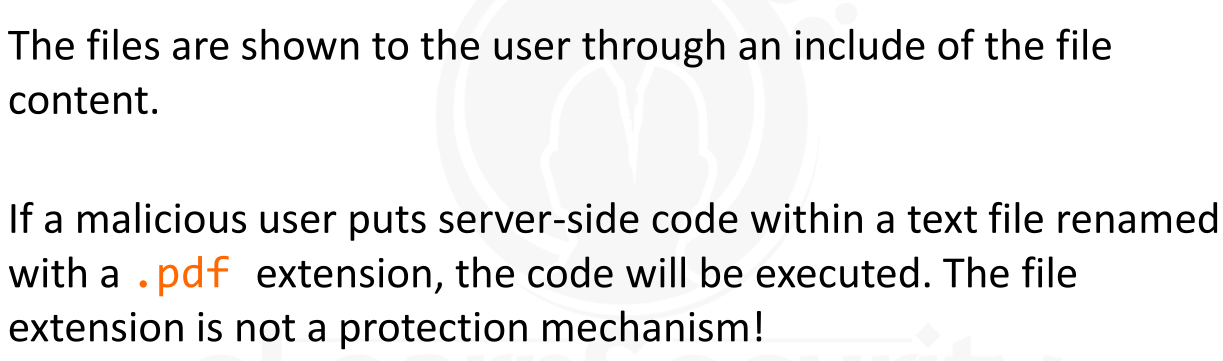 The files are shown to the user through an include of the file
content.
If a malicious user puts server-side code within a text file renamed
with a .pdf extension, the code will be executed. The file
extension is not a protection mechanism!